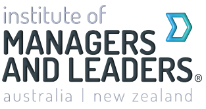 institute of
MANAGERS
AND LEADERS®
australia | new zealand